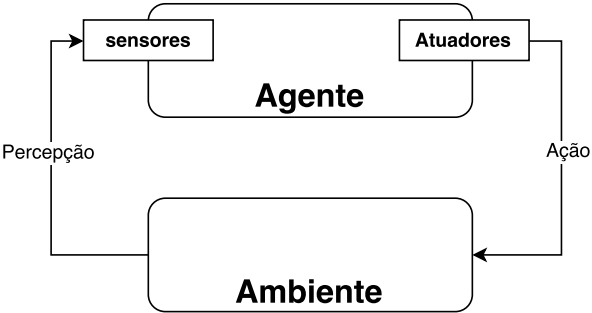 sensores
Atuadores
Agente
Percepção
Ação
Ambiente